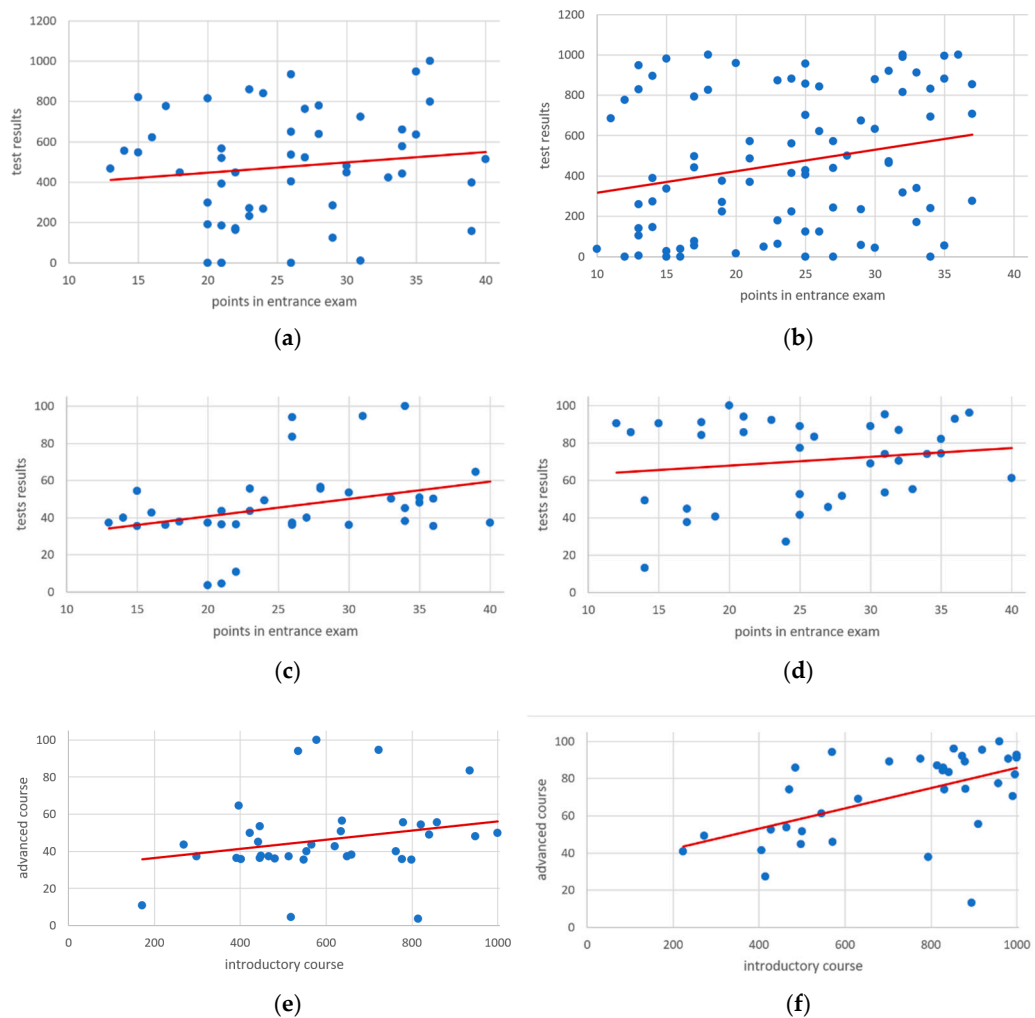 1200
1000
800
600
400
200
0
test results
10 15 20 25 30 35 40
points in entrance exam
(a)
1200
1000
800
600
400
200
0
test results
10 15 20 25 30 35 40
points in entrance exam
(b)
100
80
60
40
20
0
tests results
10 15 20 25 30 35 40
points in entrance exam
(c)
100
80
60
40
20
0
tests results
10 15 20 25 30 35 40
points in entrance exam
(d)
100
80
60
40
20
0
advanced course
0 200 400 600 800 1000
introductory course
(e)
100
80
60
40
20
0
advanced course
0 200 400 600 800 1000
introductory course
(f)